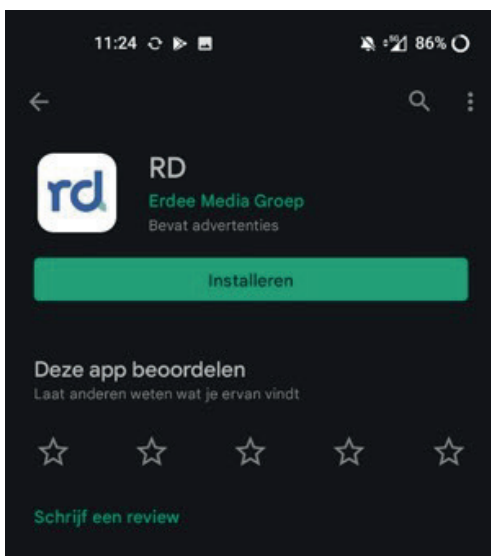 11:24 5G 86%
rd
RD
Erdee Media Groep
Bevat advertenties
Installeren
Deze app beoordelen
Laat anderen weten wat je ervan vindt
Schrijf een review